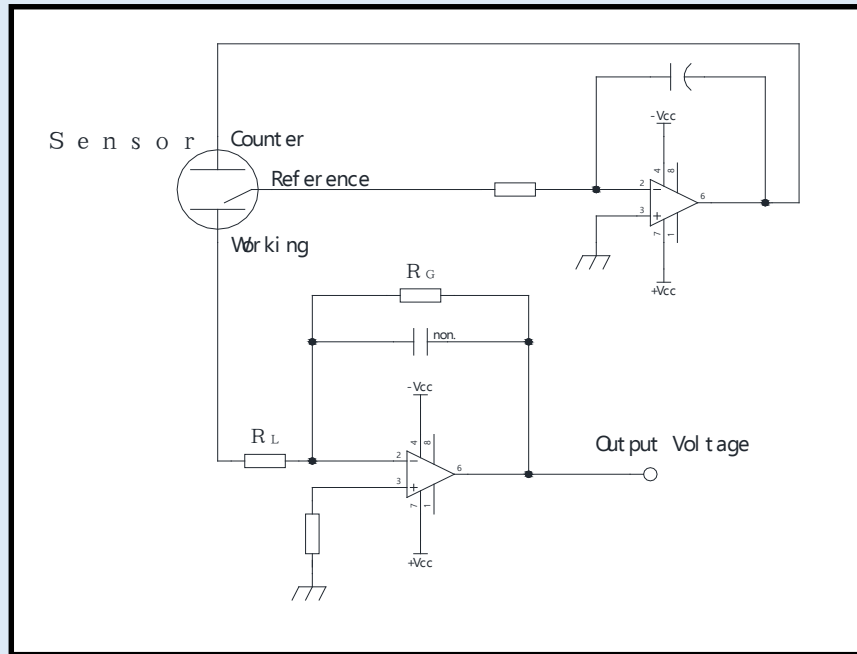 Sensor
Counter
Reference
Working
-Vcc
4
8
2
-
6
3
+
7
1
+Vcc
RG
non.
-Vcc
4
8
RL
2
-
6
Output Voltage
3
+
7
1
+Vcc